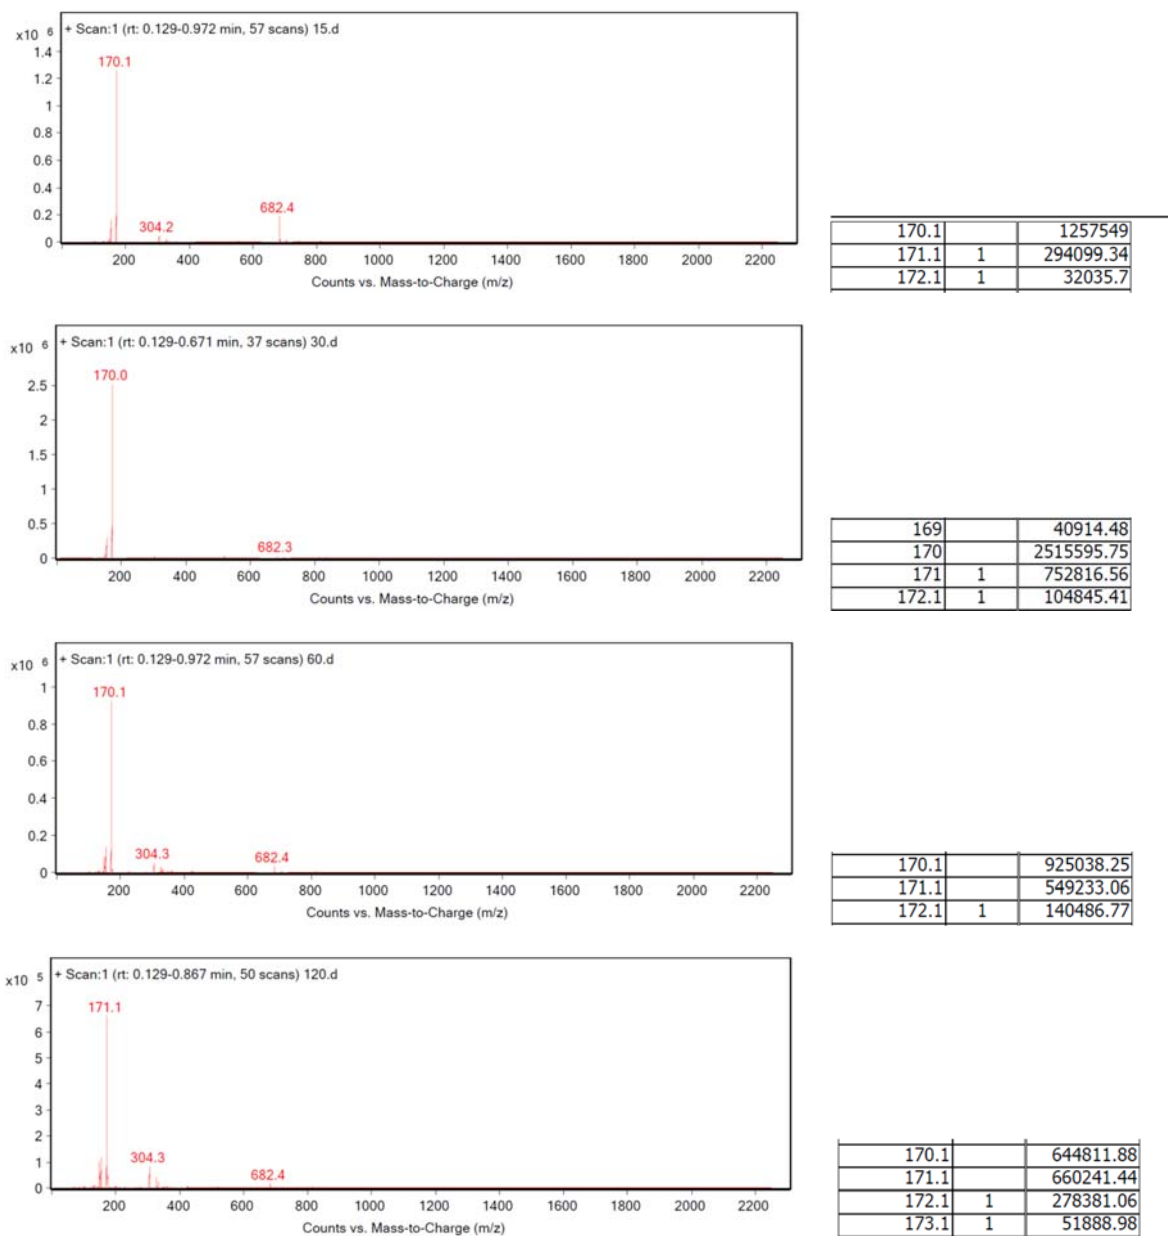 x10 6
+ Scan:1 (rt: 0.129-0.972 min, 57 scans) 15.d
1.4
1.2
1
0.8
0.6
0.4
0.2
0
170.1
304.2
682.4
200 400 600 800 1000 1200 1400 1600 1800 2000 2200
Counts vs. Mass-to-Charge (m/z)
170.1 1257549
171.1 1 294099.34
172.1 1 32035.7
x10 6
+ Scan:1 (rt: 0.129-0.671 min, 37 scans) 30.d
2.5
2
1.5
1
0.5
0
170.0
682.3
200 400 600 800 1000 1200 1400 1600 1800 2000 2200
Counts vs. Mass-to-Charge (m/z)
169 40914.48
170 2515595.75
171 1 752816.56
172.1 1 104845.41
x10 6
+ Scan:1 (rt: 0.129-0.972 min, 57 scans) 60.d
1
0.8
0.6
0.4
0.2
0
170.1
304.3
682.4
200 400 600 800 1000 1200 1400 1600 1800 2000 2200
Counts vs. Mass-to-Charge (m/z)
170.1 925038.25
171.1 549233.06
172.1 1 140486.77
x10 5
+ Scan:1 (rt: 0.129-0.867 min, 50 scans) 120.d
7
6
5
4
3
2
1
0
171.1
304.3
682.4
200 400 600 800 1000 1200 1400 1600 1800 2000 2200
Counts vs. Mass-to-Charge (m/z)
170.1 644811.88
171.1 660241.44
172.1 1 278381.06
173.1 1 51888.98